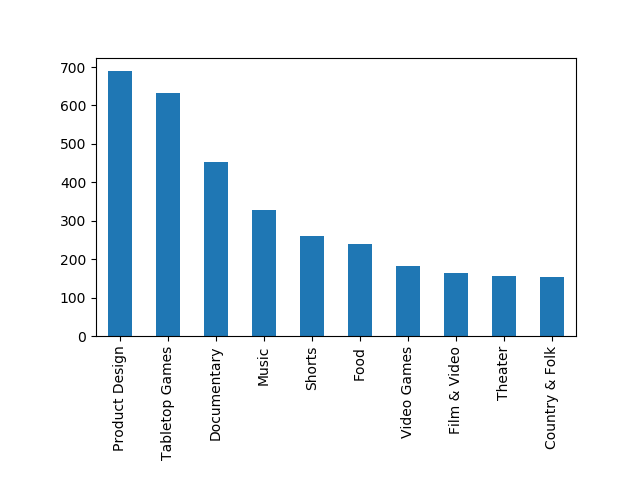 700
600
500
400
300
200
100
0
Product Design
Tabletop Games
Documentary
Music
Shorts
Food
Video Games
Film & Video
Theater
Country & Folk